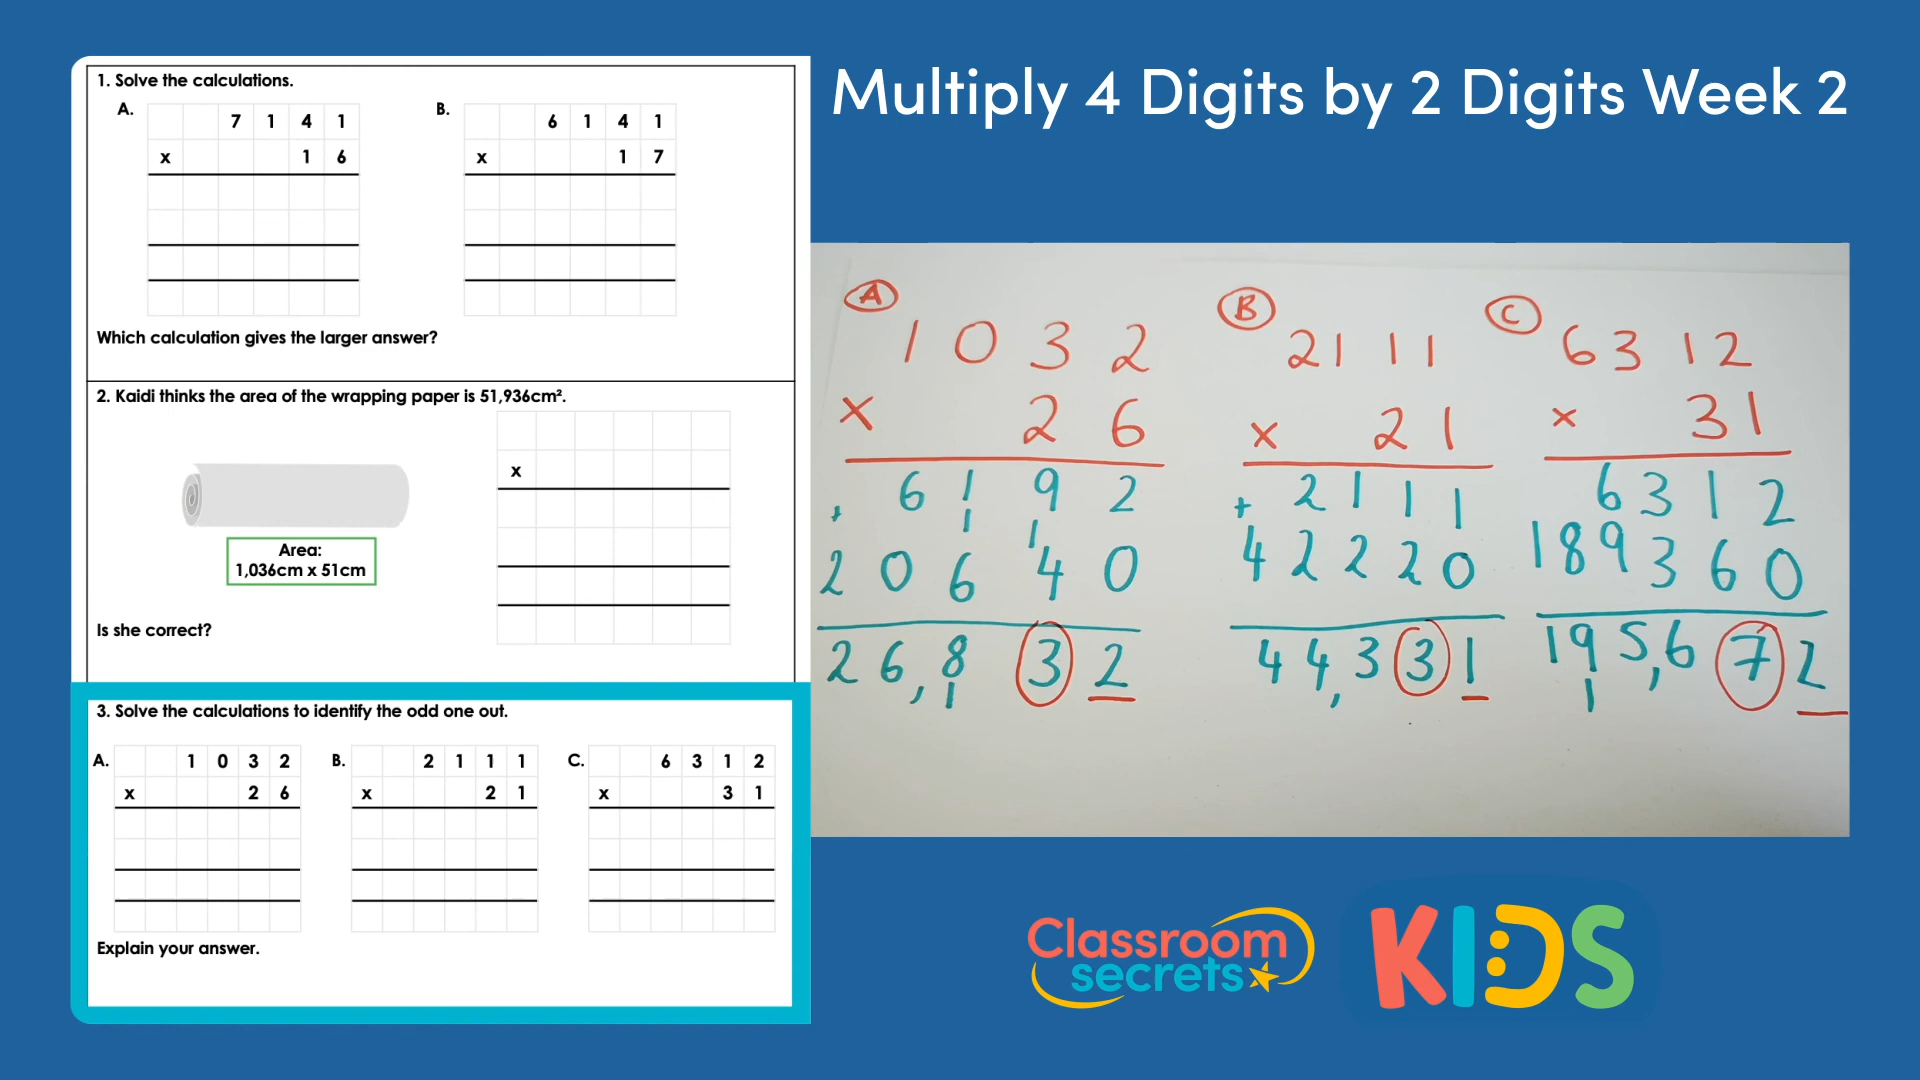 Multiply 4 Digits by 2 Digits Week 2
1. Solve the calculations.
A.
7 1 4 1
x 1 6
B.
6 1 4 1
x 1 7
Which calculation gives the larger answer?
2. Kaidi thinks the area of the wrapping paper is 51,936cm².
x
Area:
1,036cm x 51cm
Is she correct?
3. Solve the calculations to identify the odd one out.
A.
1 0 3 2
x 2 6
B.
2 1 1 1
x 2 1
C.
6 3 1 2
x 3 1
Explain your answer.
A
1 0 3 2
x 2 6
6 1 9 2
+ 1 1
2 0 6 4 0
2 6 , 8 3 2
1
B
2 1 1 1
x 2 1
+ 2 1 1 1
4 2 2 2 0
4 4 , 3 3 1
C
6 3 1 2
x 3 1
6 3 1 2
1 8 9 3 6 0
1 9 5 , 6 7 2
1
Classroom
secrets
KIDS